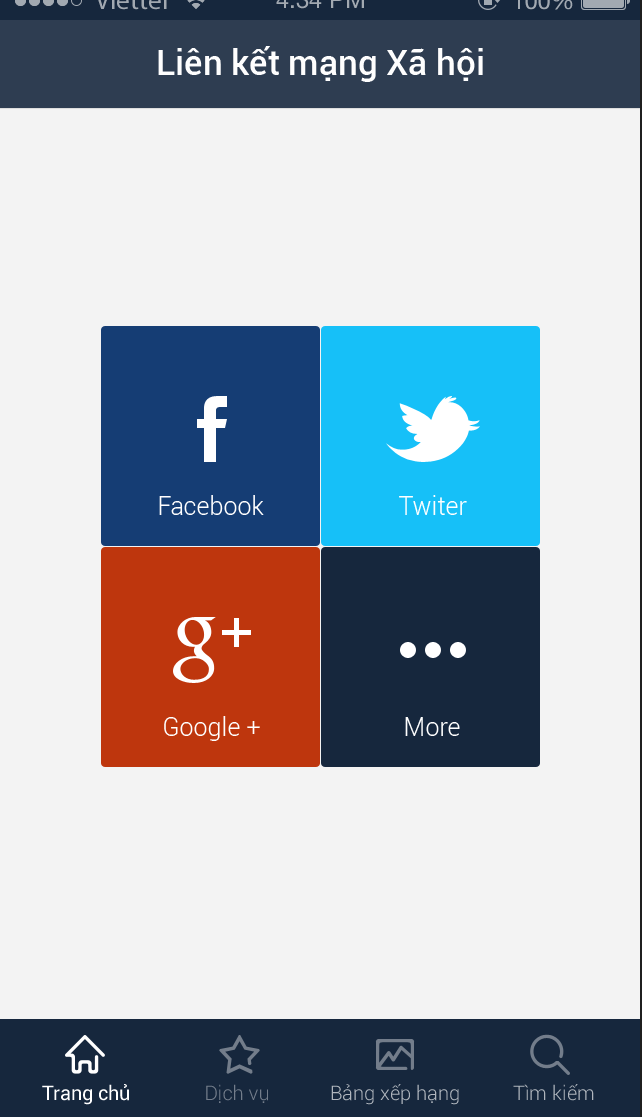 Viettel 4:34 PM 100%
Liên kết mạng Xã hội
Facebook
Twiter
Google +
More
Trang chủ
Dịch vụ
Bảng xếp hạng
Tìm kiếm